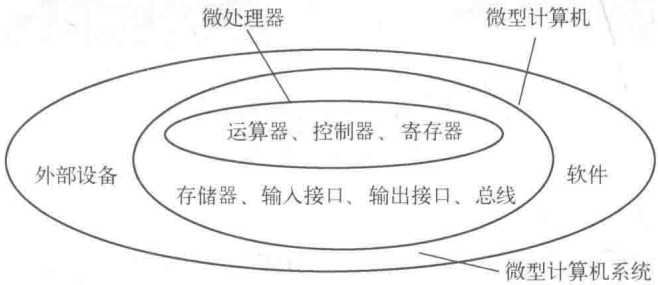 微处理器
微型计算机
运算器、控制器、寄存器
外部设备
软件
存储器、输入接口、输出接口、总线
微型计算机系统